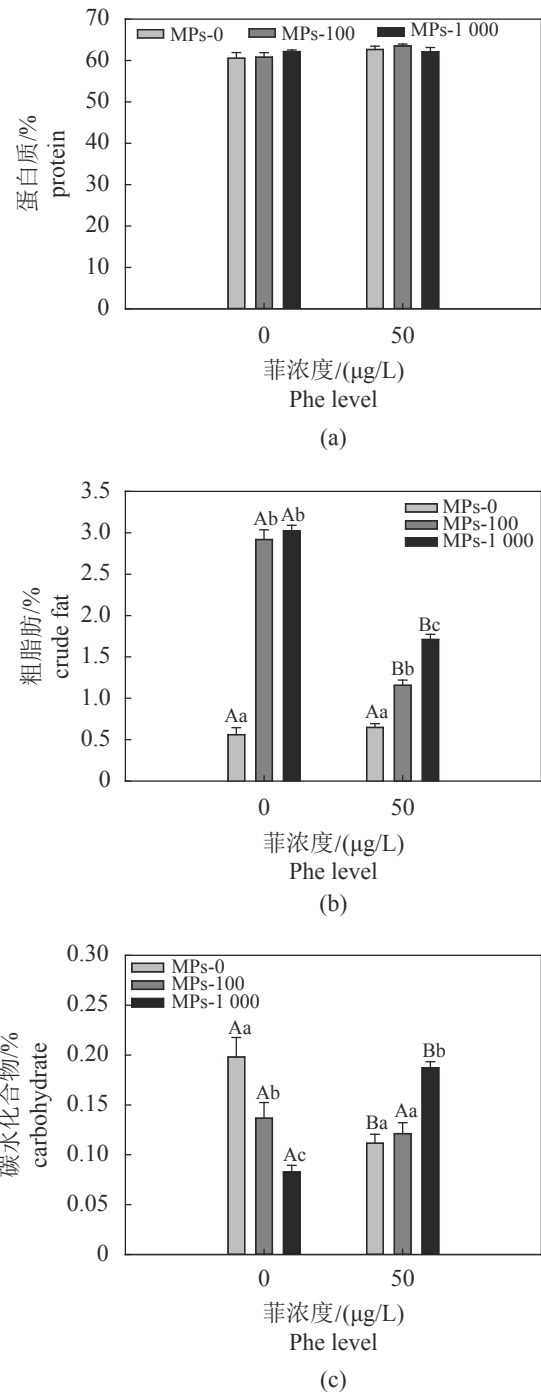 70
60
50
40
30
20
10
0
蛋白质/%
protein
MPs-0 MPs-100 MPs-1 000
0 50
菲浓度/(μg/L)
Phe level
(a)
3.5
3.0
2.5
2.0
1.5
1.0
0.5
0
粗脂肪/%
crude fat
MPs-0
MPs-100
MPs-1 000
Aa Ab Ab Aa Bb Bc
0 50
菲浓度/(μg/L)
Phe level
(b)
0.30
0.25
0.20
0.15
0.10
0.05
0
碳水化合物/%
carbohydrate
MPs-0
MPs-100
MPs-1 000
Aa Ab Ac Ba Aa Bb
0 50
菲浓度/(μg/L)
Phe level
(c)